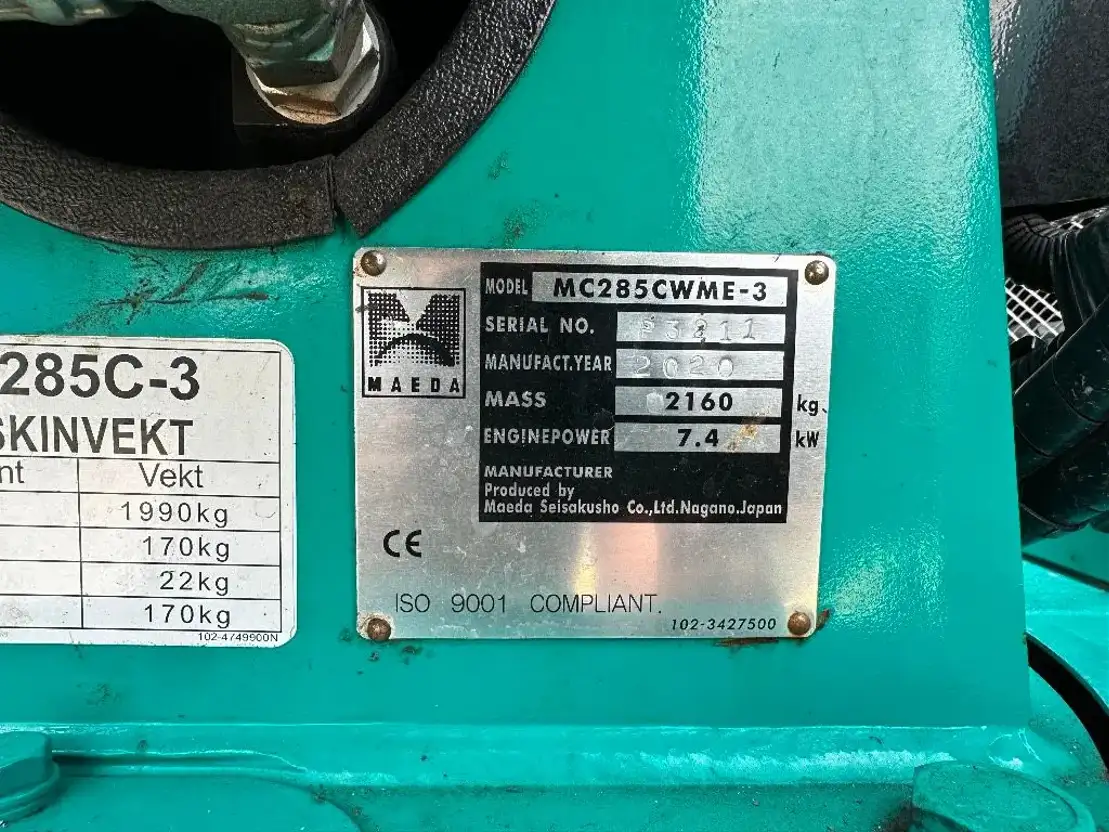 285C-3
SKINVEKT
nt Vekt
1990kg
170kg
22kg
170kg
102-4749900N
MAEDA
MODEL MC285CWME-3
SERIAL NO. 3211
MANUFACT.YEAR 2020
MASS 2160 kg
ENGINEPOWER 7.4 kW
MANUFACTURER
Produced by
Maeda Seisakusho Co.,Ltd.Nagano.Japan
CE
ISO 9001 COMPLIANT.
102-3427500